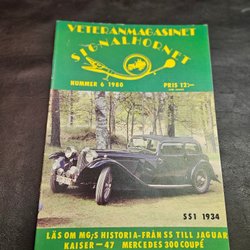 VETERANMAGASINET
SIGNALHORNET
NUMMER 6 1980 PRIS 12:-
SS1 1934
LÄS OM MG;S HISTORIA-FRÅN SS TILL JAGUAR
KAISER-47 MERCEDES 300 COUPÉ